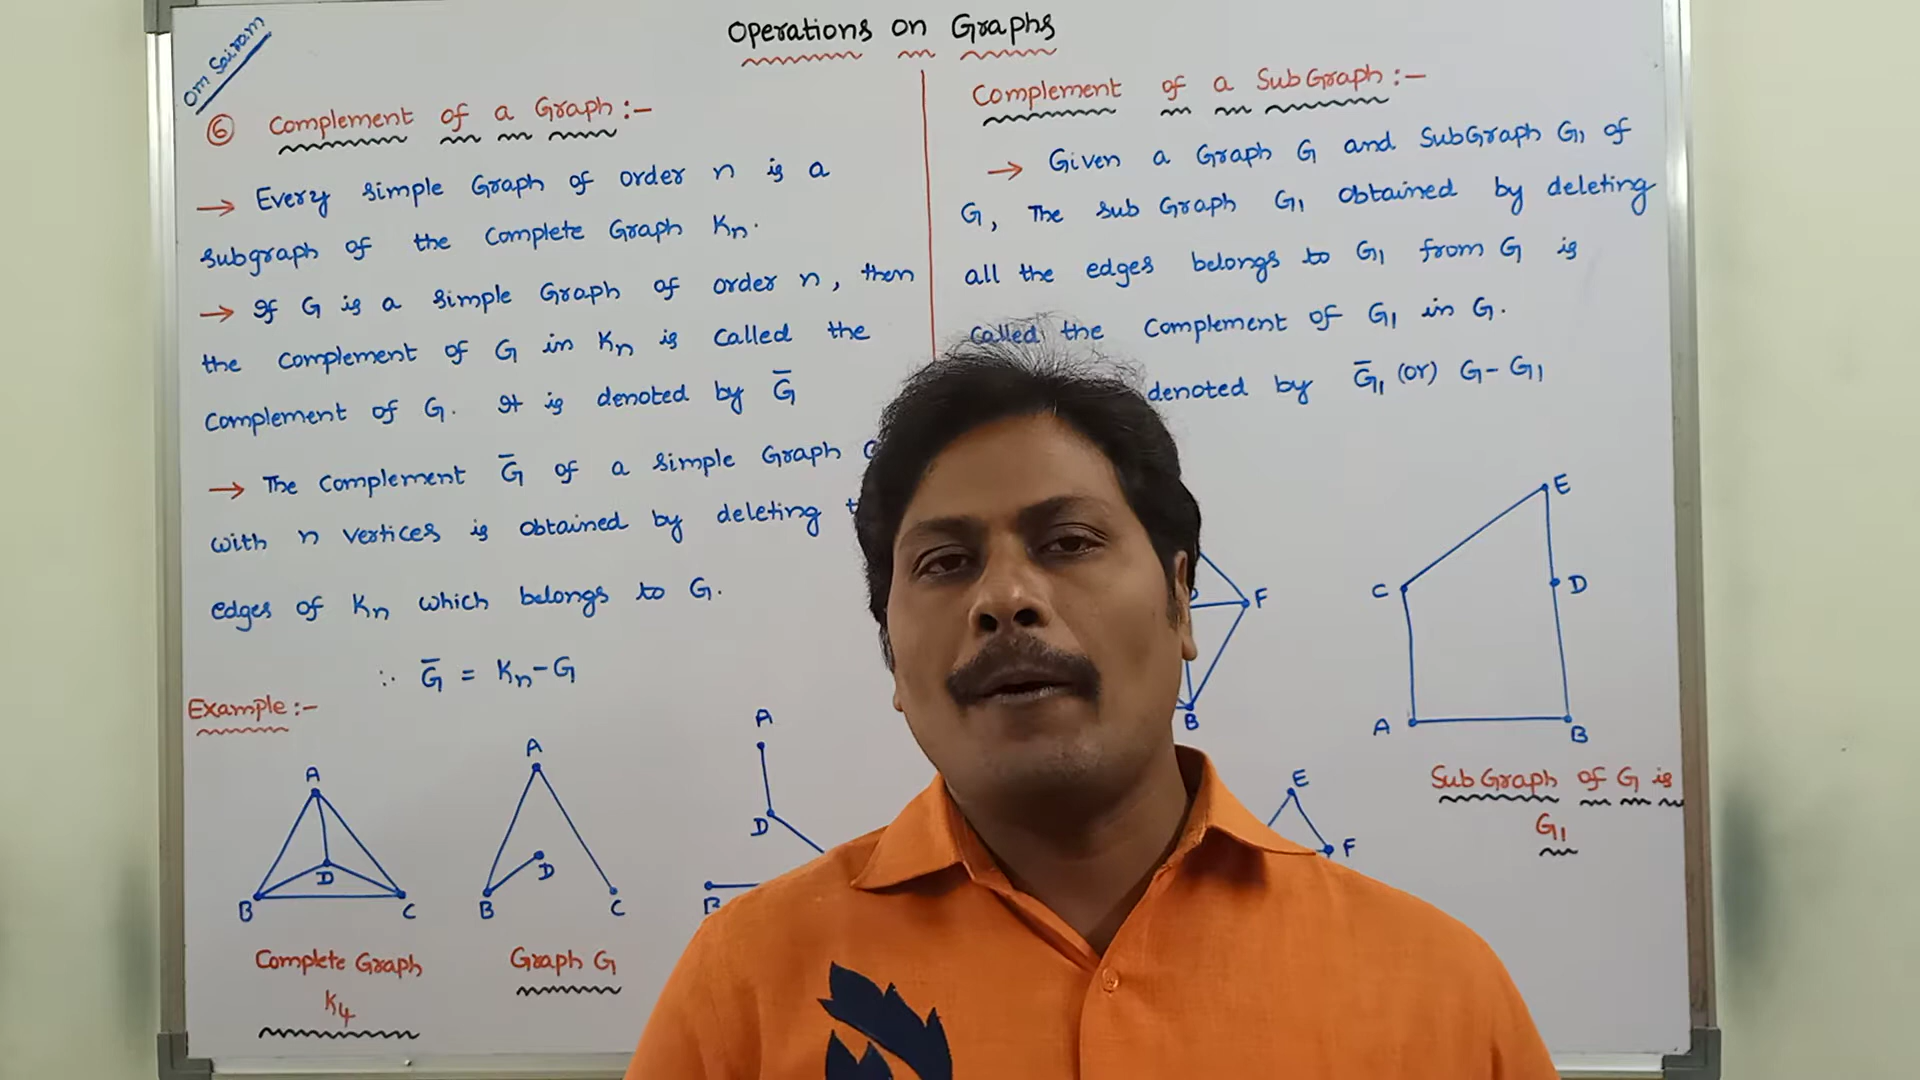 Om Sairam
Operations on Graphs
⑥ Complement of a Graph :-
→ Every simple Graph of order n is a
subgraph of the complete Graph Kn.
→ If G is a simple Graph of order n, then
the complement of G in Kn is called the
complement of G. It is denoted by G̅
→ The complement G̅ of a simple Graph
with n vertices is obtained by deleting
edges of Kn which belongs to G.
∴ G̅ = Kn-G
Example :-
A
B
D
C
Complete Graph
K4
A
B
D
C
Graph G
A
D
B
Complement of a SubGraph :-
→ Given a Graph G and SubGraph G1 of
G, The sub Graph G1 obtained by deleting
all the edges belongs to G1 from G is
called the complement of G1 in G.
denoted by G̅1 (or) G-G1
F
B
E
F
E
C
D
A
B
SubGraph of G is
G1